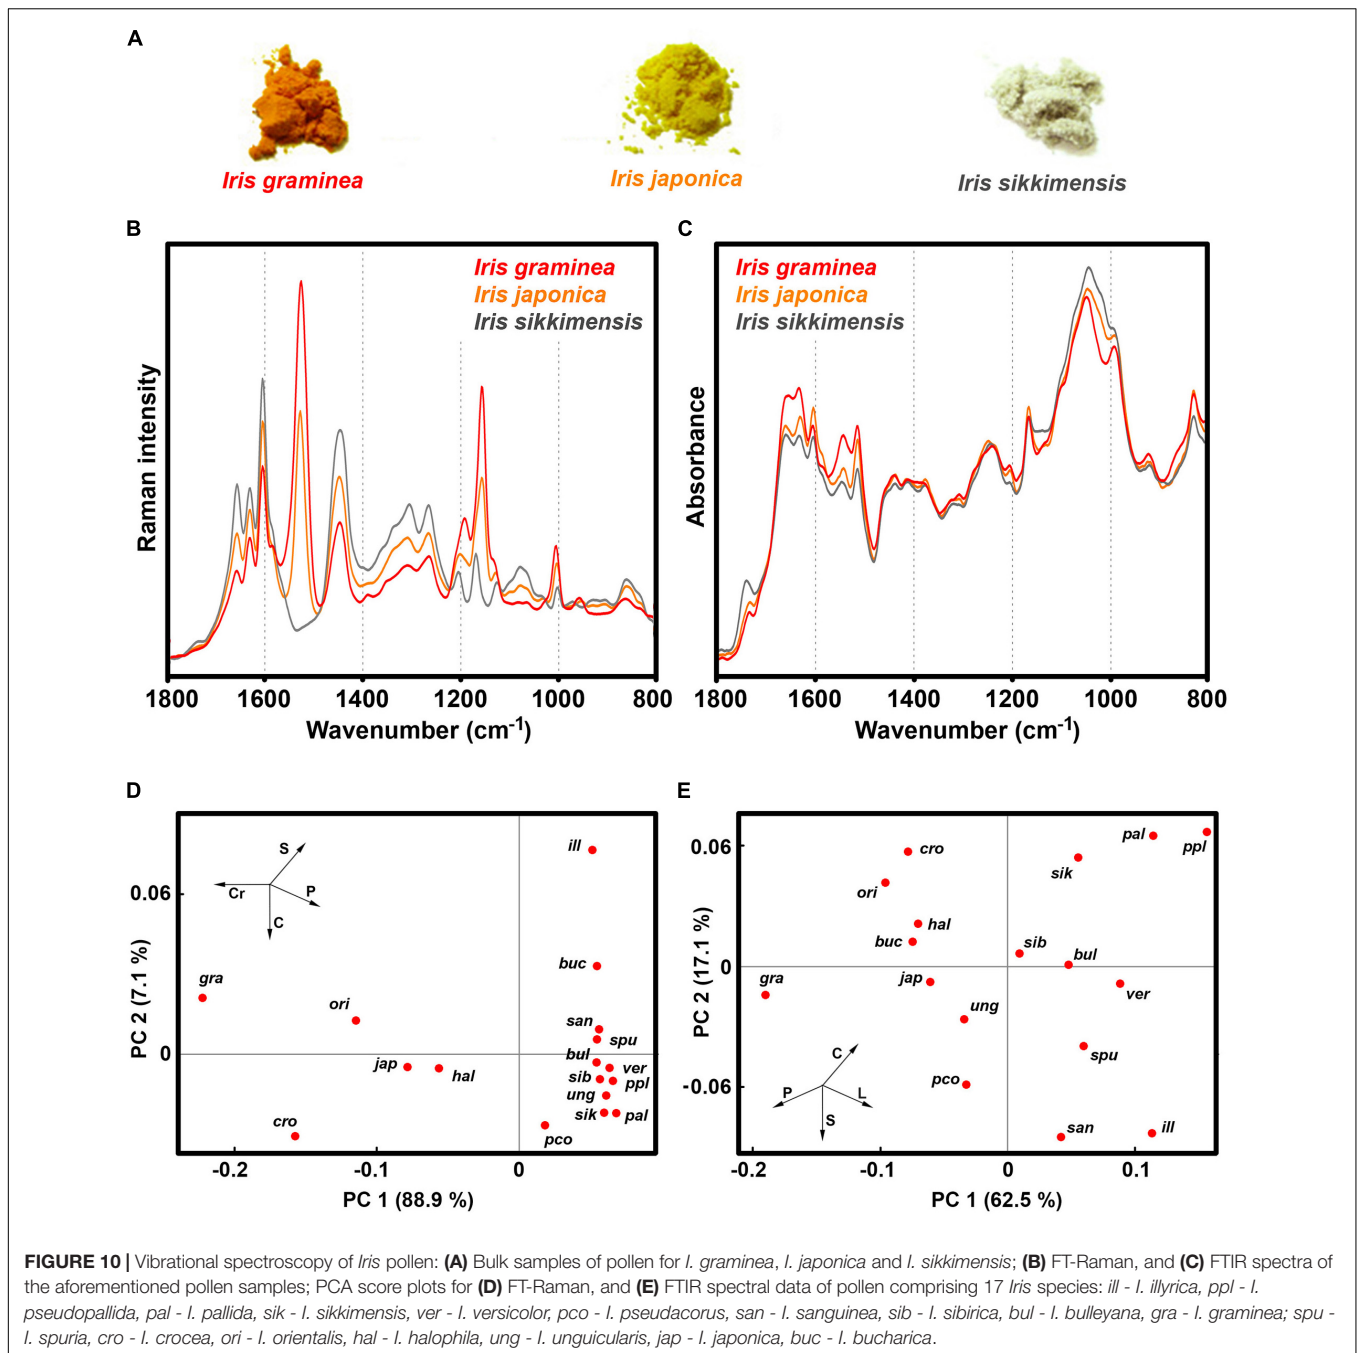 A
Iris graminea
Iris japonica
Iris sikkimensis
B
Iris graminea
Iris japonica
Iris sikkimensis
Raman intensity
1800 1600 1400 1200 1000 800
Wavenumber (cm-1)
C
Iris graminea
Iris japonica
Iris sikkimensis
Absorbance
1800 1600 1400 1200 1000 800
Wavenumber (cm-1)
D
S
Cr
P
C
ill
buc
gra
ori
san
spu
bul
ver
jap
hal
sib
ppl
ung
sik
pal
cro
pco
0.06
0
PC 2 (7.1 %)
-0.2 -0.1 0
PC 1 (88.9 %)
E
pal
ppl
cro
sik
ori
hal
buc
sib
bul
jap
gra
ver
ung
spu
pco
san
ill
C
P
L
S
0.06
0
-0.06
PC 2 (17.1 %)
-0.2 -0.1 0 0.1
PC 1 (62.5 %)
FIGURE 10 | Vibrational spectroscopy of Iris pollen: (A) Bulk samples of pollen for I. graminea, I. japonica and I. sikkimensis; (B) FT-Raman, and (C) FTIR spectra of
the aforementioned pollen samples; PCA score plots for (D) FT-Raman, and (E) FTIR spectral data of pollen comprising 17 Iris species: ill - I. illyrica, ppl - I.
pseudopallida, pal - I. pallida, sik - I. sikkimensis, ver - I. versicolor, pco - I. pseudacorus, san - I. sanguinea, sib - I. sibirica, bul - I. bulleyana, gra - I. graminea; spu -
I. spuria, cro - I. crocea, ori - I. orientalis, hal - I. halophila, ung - I. unguicularis, jap - I. japonica, buc - I. bucharica.